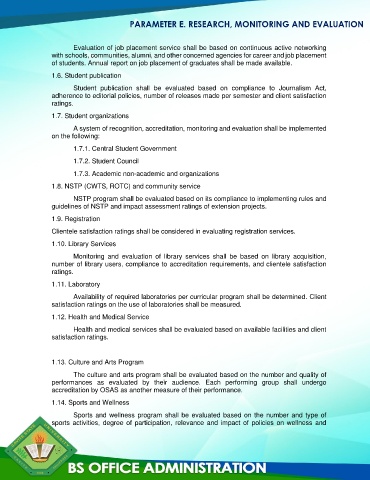 PARAMETER E. RESEARCH, MONITORING AND EVALUATION
Evaluation of job placement service shall be based on continuous active networking
with schools, communities, alumni, and other concerned agencies for career and job placement
of students. Annual report on job placement of graduates shall be made available.
1.6. Student publication
Student publication shall be evaluated based on compliance to Journalism Act,
adherence to editorial policies, number of releases made per semester and client satisfaction
ratings.
1.7. Student organizations
A system of recognition, accreditation, monitoring and evaluation shall be implemented
on the following:
1.7.1. Central Student Government
1.7.2. Student Council
1.7.3. Academic non-academic and organizations
1.8. NSTP (CWTS, ROTC) and community service
NSTP program shall be evaluated based on its compliance to implementing rules and
guidelines of NSTP and impact assessment ratings of extension projects.
1.9. Registration
Clientele satisfaction ratings shall be considered in evaluating registration services.
1.10. Library Services
Monitoring and evaluation of library services shall be based on library acquisition,
number of library users, compliance to accreditation requirements, and clientele satisfaction
ratings.
1.11. Laboratory
Availability of required laboratories per curricular program shall be determined. Client
satisfaction ratings on the use of laboratories shall be measured.
1.12. Health and Medical Service
Health and medical services shall be evaluated based on available facilities and client
satisfaction ratings.
1.13. Culture and Arts Program
The culture and arts program shall be evaluated based on the number and quality of
performances as evaluated by their audience. Each performing group shall undergo
accreditation by OSAS as another measure of their performance.
1.14. Sports and Wellness
Sports and wellness program shall be evaluated based on the number and type of
sports activities, degree of participation, relevance and impact of policies on wellness and
BS OFFICE ADMINISTRATION